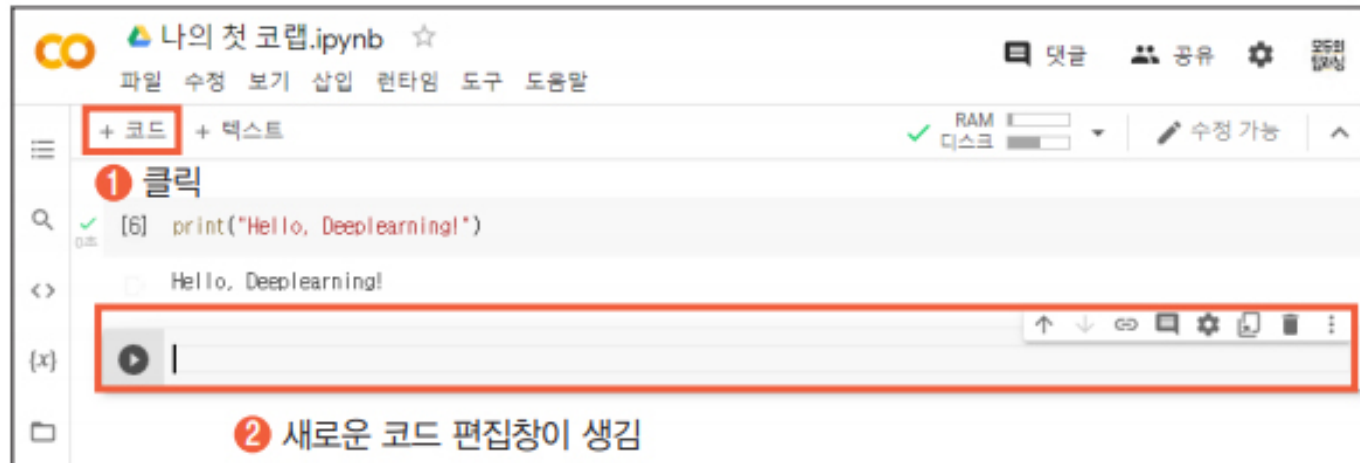 나의 첫 코랩.ipynb
댓글 공유
파일 수정 보기 삽입 런타임 도구 도움말
+ 코드 + 텍스트
RAM
디스크
수정 가능
1 클릭
[6] print("Hello, Deeplearning!")
0초
Hello, Deeplearning!
{x}
2 새로운 코드 편집창이 생김